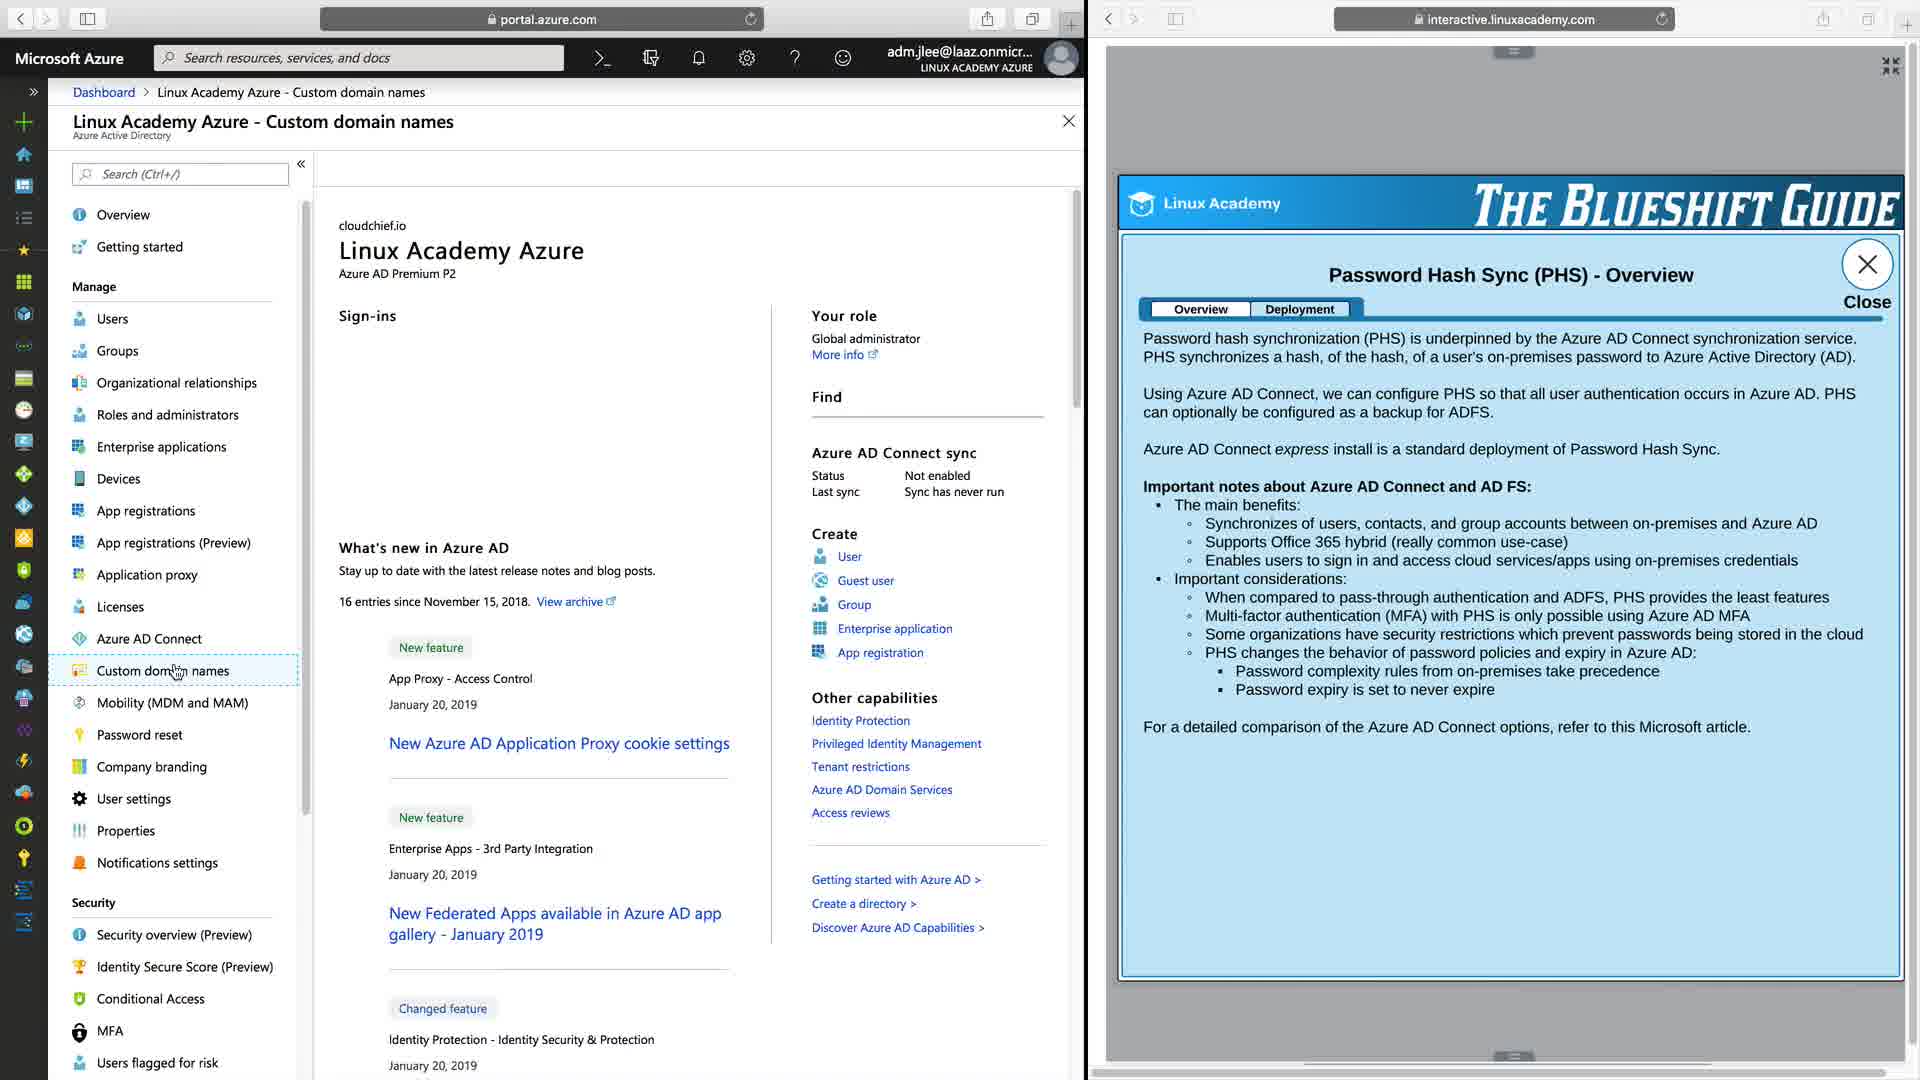 portal.azure.com
Microsoft Azure
Search resources, services, and docs
adm.jlee@laaz.onmicr...
LINUX ACADEMY AZURE
Dashboard > Linux Academy Azure - Custom domain names
Linux Academy Azure - Custom domain names
Azure Active Directory
Search (Ctrl+/)
Overview
Getting started
Manage
Users
Groups
Organizational relationships
Roles and administrators
Enterprise applications
Devices
App registrations
App registrations (Preview)
Application proxy
Licenses
Azure AD Connect
Custom domain names
Mobility (MDM and MAM)
Password reset
Company branding
User settings
Properties
Notifications settings
Security
Security overview (Preview)
Identity Secure Score (Preview)
Conditional Access
MFA
Users flagged for risk
cloudchief.io
Linux Academy Azure
Azure AD Premium P2
Sign-ins
What's new in Azure AD
Stay up to date with the latest release notes and blog posts.
16 entries since November 15, 2018. View archive
New feature
App Proxy - Access Control
January 20, 2019
New Azure AD Application Proxy cookie settings
New feature
Enterprise Apps - 3rd Party Integration
January 20, 2019
New Federated Apps available in Azure AD app
gallery - January 2019
Changed feature
Identity Protection - Identity Security & Protection
January 20, 2019
Your role
Global administrator
More info
Find
Azure AD Connect sync
Status Not enabled
Last sync Sync has never run
Create
User
Guest user
Group
Enterprise application
App registration
Other capabilities
Identity Protection
Privileged Identity Management
Tenant restrictions
Azure AD Domain Services
Access reviews
Getting started with Azure AD >
Create a directory >
Discover Azure AD Capabilities >
interactive.linuxacademy.com
Linux Academy
THE BLUESHIFT GUIDE
Password Hash Sync (PHS) - Overview
Close
Overview Deployment
Password hash synchronization (PHS) is underpinned by the Azure AD Connect synchronization service.
PHS synchronizes a hash, of the hash, of a user's on-premises password to Azure Active Directory (AD).
Using Azure AD Connect, we can configure PHS so that all user authentication occurs in Azure AD. PHS
can optionally be configured as a backup for ADFS.
Azure AD Connect express install is a standard deployment of Password Hash Sync.
Important notes about Azure AD Connect and AD FS:
• The main benefits:
◦ Synchronizes of users, contacts, and group accounts between on-premises and Azure AD
◦ Supports Office 365 hybrid (really common use-case)
◦ Enables users to sign in and access cloud services/apps using on-premises credentials
• Important considerations:
◦ When compared to pass-through authentication and ADFS, PHS provides the least features
◦ Multi-factor authentication (MFA) with PHS is only possible using Azure AD MFA
◦ Some organizations have security restrictions which prevent passwords being stored in the cloud
◦ PHS changes the behavior of password policies and expiry in Azure AD:
▪ Password complexity rules from on-premises take precedence
▪ Password expiry is set to never expire
For a detailed comparison of the Azure AD Connect options, refer to this Microsoft article.